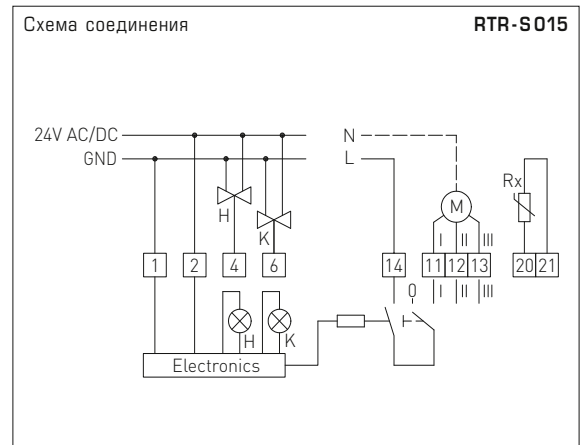 Схема соединения RTR-S015
24V AC/DC N
GND L
Rx
H M
K I II III
1 2 4 6 14 11 12 13 20 21
0 I II III
H K
Electronics